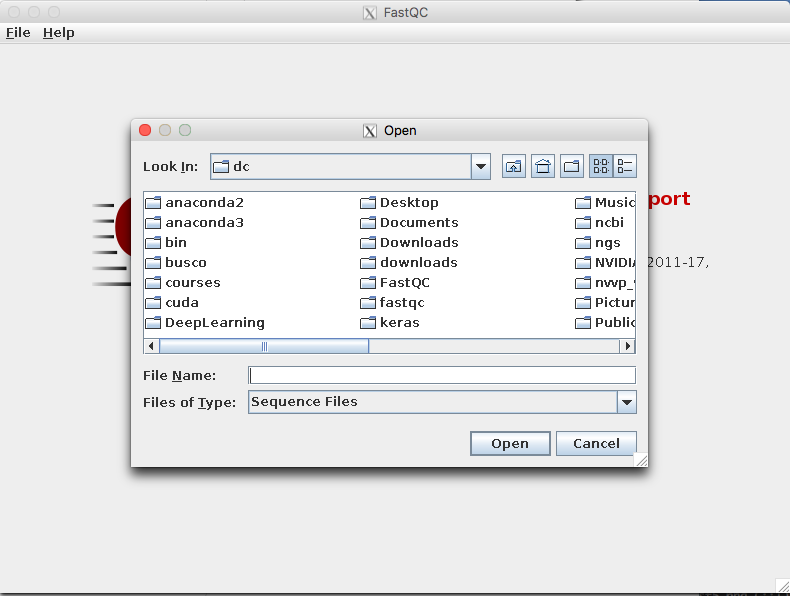 FastQC
File Help
Open
Look In: dc
anaconda2 Desktop Music
anaconda3 Documents ncbi
bin Downloads ngs
busco downloads NVIDIA
courses FastQC
cuda fastqc Pictur
DeepLearning keras Public
port
2011-17,
File Name:
Files of Type: Sequence Files
Open Cancel